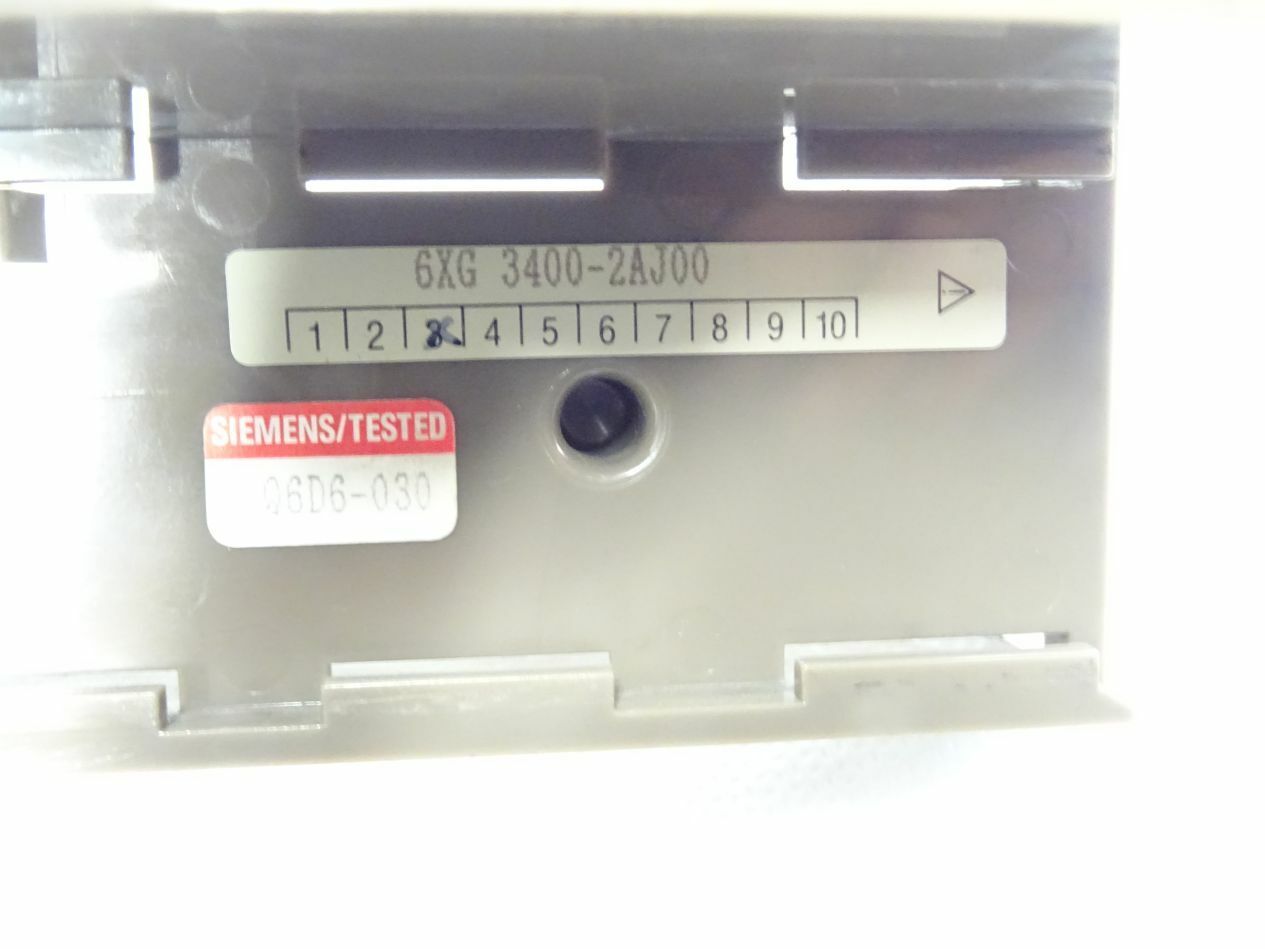 6XG 3400-2AJ00
1 2 3 4 5 6 7 8 9 10
SIEMENS/TESTED
Q6D6-030